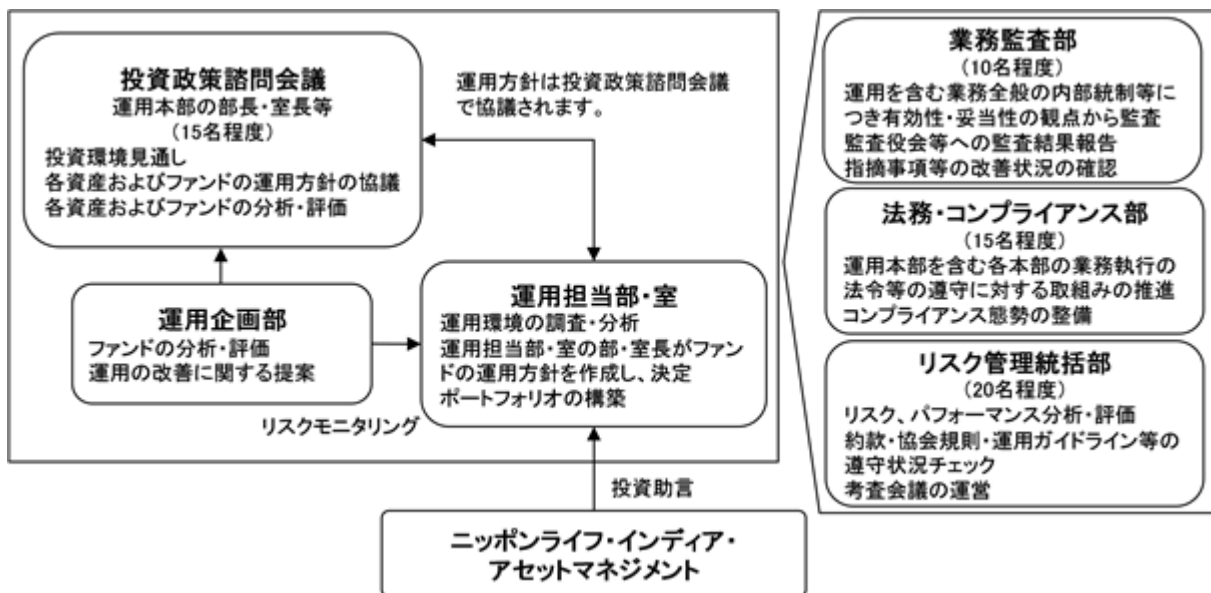 投資政策諮問会議
運用本部の部長・室長等
(15名程度)
投資環境見通し
各資産およびファンドの運用方針の協議
各資産およびファンドの分析・評価
運用方針は投資政策諮問会議
で協議されます。
運用企画部
ファンドの分析・評価
運用の改善に関する提案
リスクモニタリング
運用担当部・室
運用環境の調査・分析
運用担当部・室の部・室長がファン
ドの運用方針を作成し、決定
ポートフォリオの構築
投資助言
ニッポンライフ・インディア・
アセットマネジメント
業務監査部
(10名程度)
運用を含む業務全般の内部統制等に
つき有効性・妥当性の観点から監査
監査役会等への監査結果報告
指摘事項等の改善状況の確認
法務・コンプライアンス部
(15名程度)
運用本部を含む各本部の業務執行の
法令等の遵守に対する取組みの推進
コンプライアンス態勢の整備
リスク管理統括部
(20名程度)
リスク、パフォーマンス分析・評価
約款・協会規則・運用ガイドライン等の
遵守状況チェック
考査会議の運営